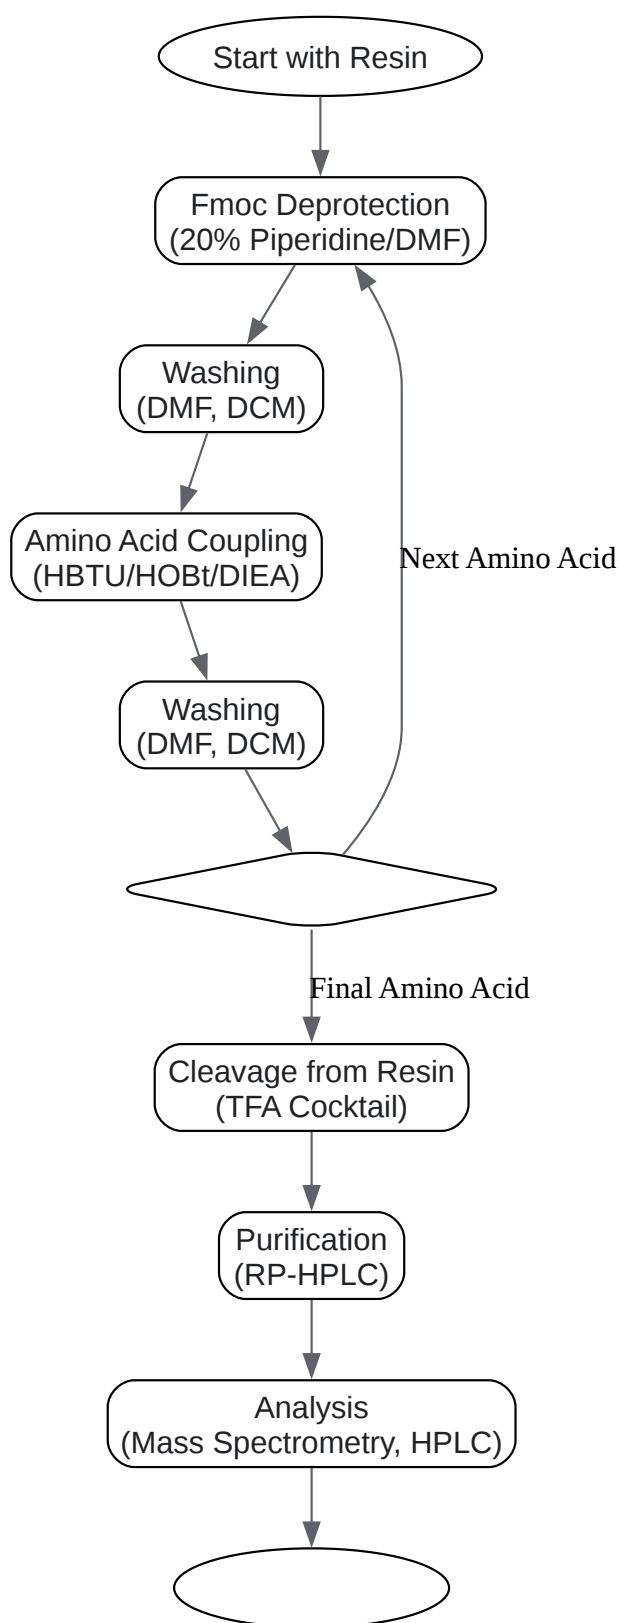 Start with Resin
Fmoc Deprotection
(20% Piperidine/DMF)
Washing
(DMF, DCM)
Amino Acid Coupling
(HBTU/HOBt/DIEA)
Next Amino Acid
Washing
(DMF, DCM)
Final Amino Acid
Cleavage from Resin
(TFA Cocktail)
Purification
(RP-HPLC)
Analysis
(Mass Spectrometry, HPLC)